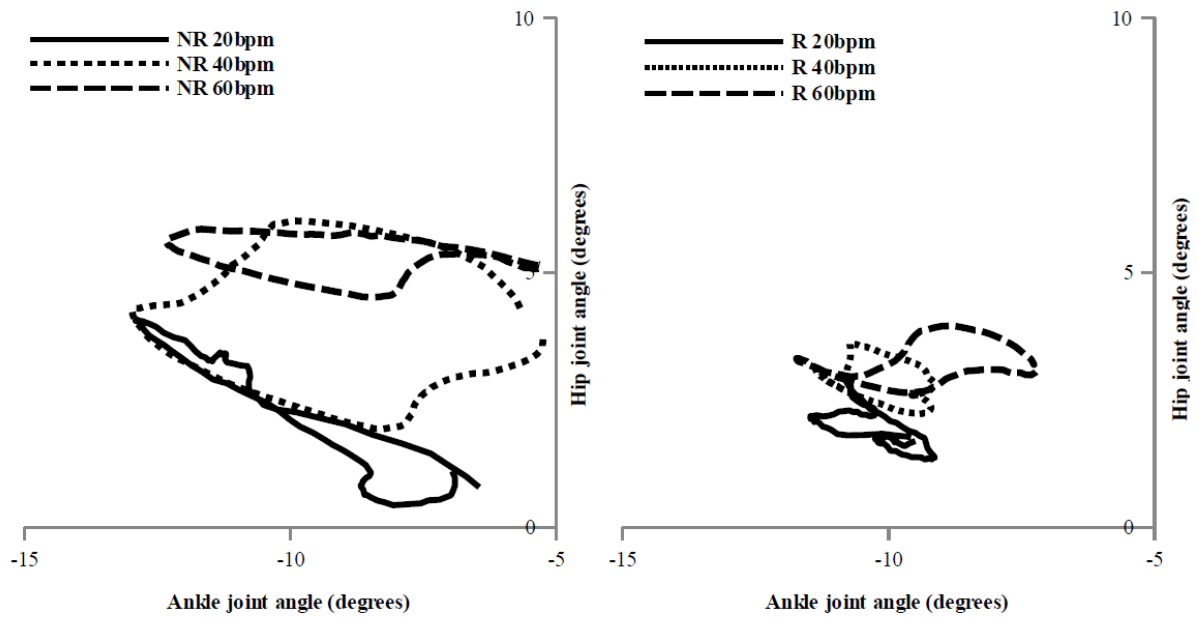 10
NR 20bpm
NR 40bpm
NR 60bpm
Hip joint angle (degrees)
5
0
-15
-10
-5
Ankle joint angle (degrees)
10
R 20bpm
R 40bpm
R 60bpm
Hip joint angle (degrees)
5
0
-15
-10
-5
Ankle joint angle (degrees)